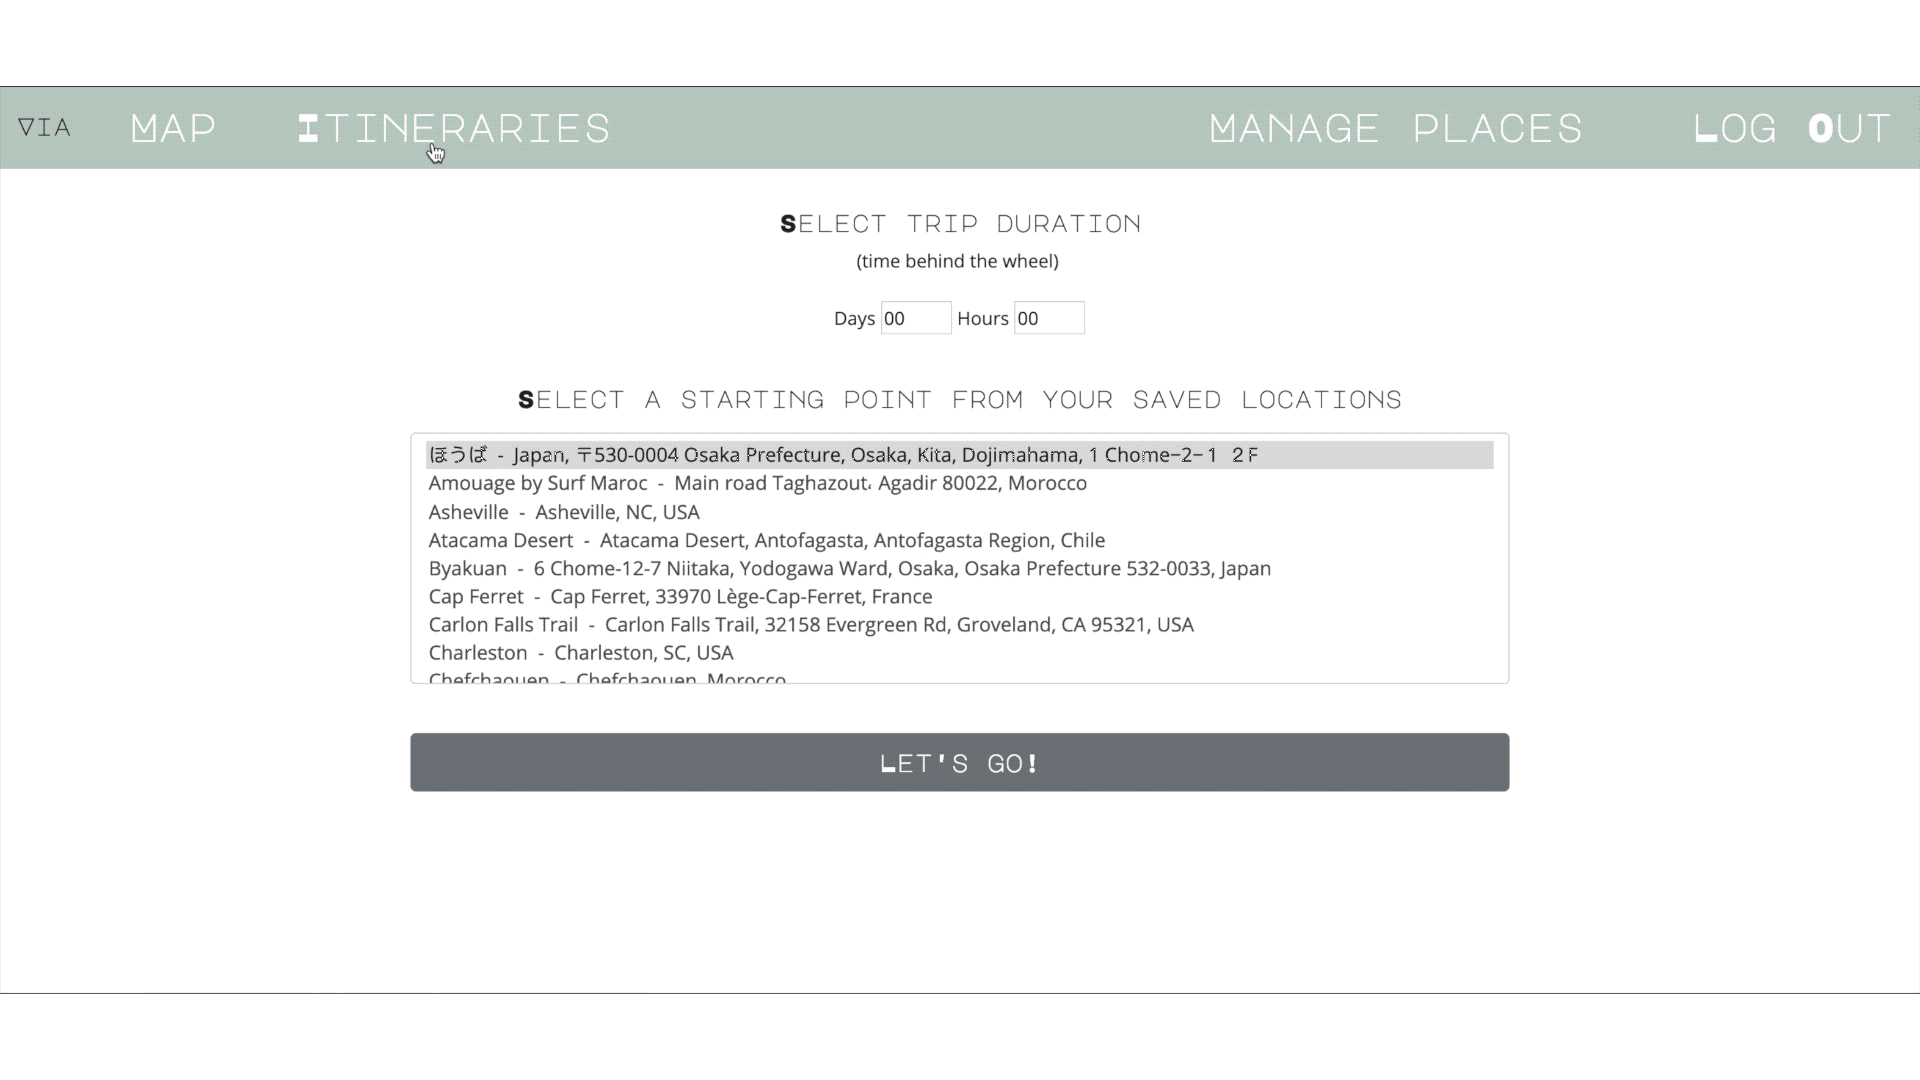 VIA MAP ITINERARIES MANAGE PLACES LOG OUT
SELECT TRIP DURATION
(time behind the wheel)
Days 00 Hours 00
SELECT A STARTING POINT FROM YOUR SAVED LOCATIONS
ほうば - Japan, 〒530-0004 Osaka Prefecture, Osaka, Kita, Dojimahama, 1 Chome−2−１ ２Ｆ
Amouage by Surf Maroc - Main road Taghazout، Agadir 80022, Morocco
Asheville - Asheville, NC, USA
Atacama Desert - Atacama Desert, Antofagasta, Antofagasta Region, Chile
Byakuan - 6 Chome-12-7 Niitaka, Yodogawa Ward, Osaka, Osaka Prefecture 532-0033, Japan
Cap Ferret - Cap Ferret, 33970 Lège-Cap-Ferret, France
Carlon Falls Trail - Carlon Falls Trail, 32158 Evergreen Rd, Groveland, CA 95321, USA
Charleston - Charleston, SC, USA
Chefchaouen - Chefchaouen, Morocco
LET'S GO!